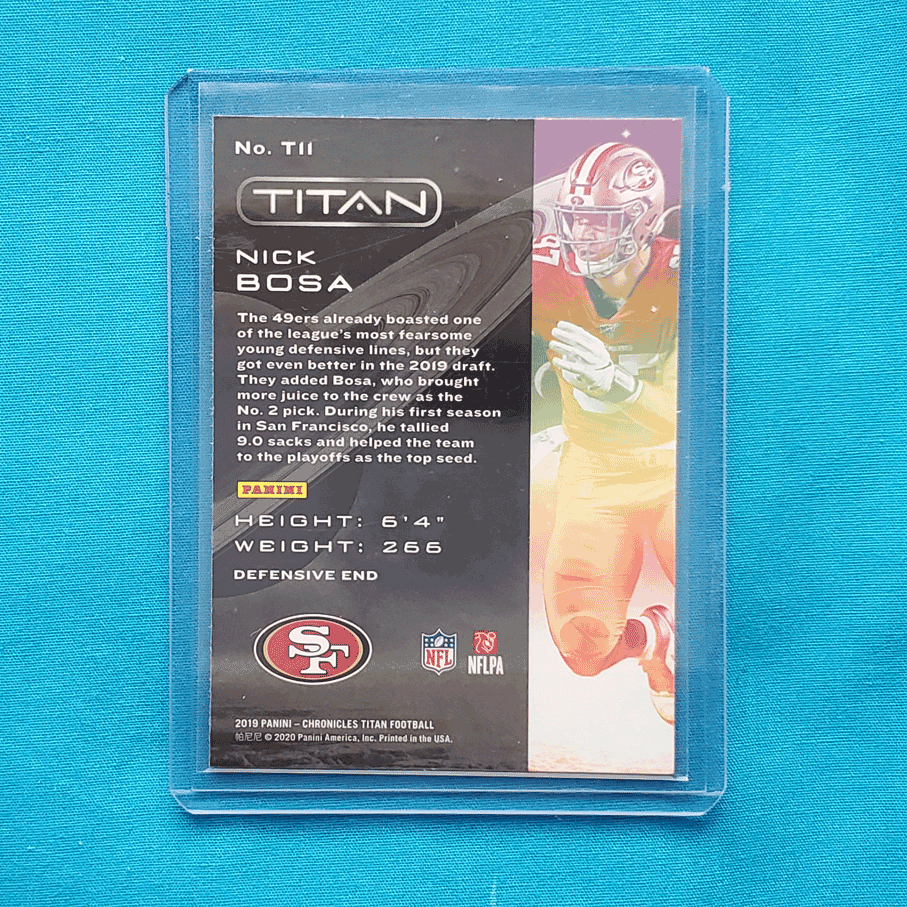 No. T11
TITAN
NICK
BOSA
The 49ers already boasted one
of the league's most fearsome
young defensive lines, but they
got even better in the 2019 draft.
They added Bosa, who brought
more juice to the crew as the
No. 2 pick. During his first season
in San Francisco, he tallied
9.0 sacks and helped the team
to the playoffs as the top seed.
PANINI
HEIGHT: 6'4"
WEIGHT: 266
DEFENSIVE END
SF
NFL
NFLPA
2019 PANINI – CHRONICLES TITAN FOOTBALL
帕尼尼 © 2020 Panini America, Inc. Printed in the USA.
97
SF